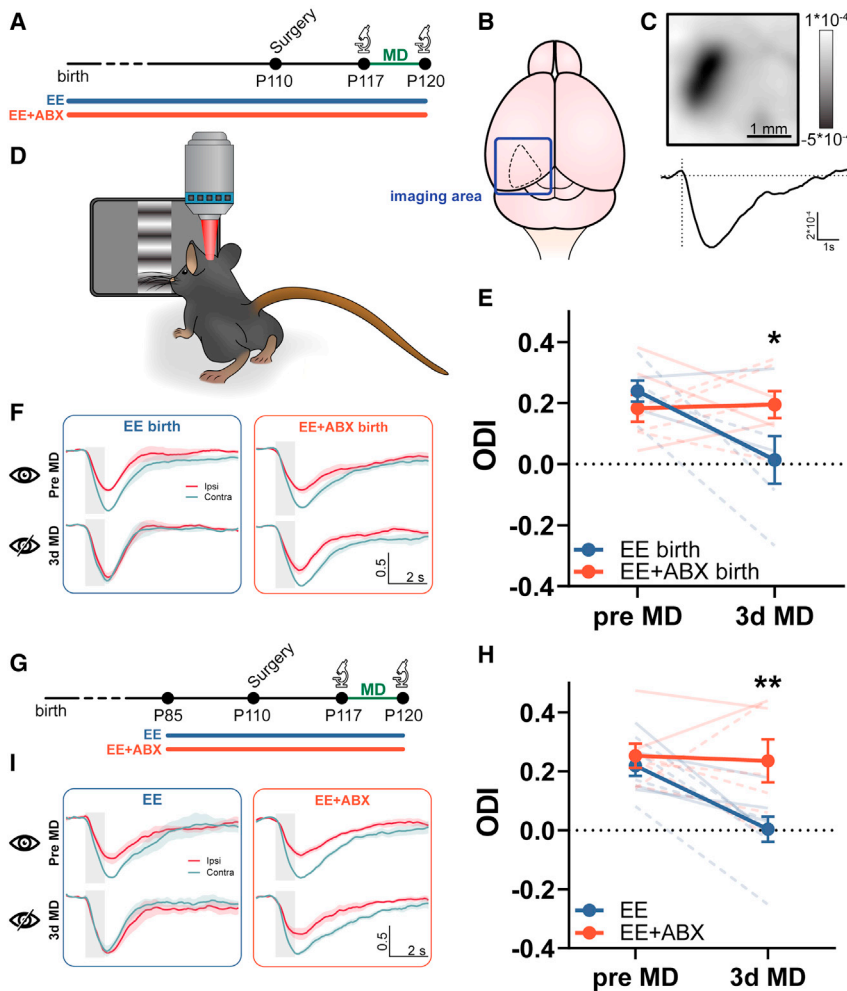 A
Surgery
MD
birth
P110
P117
P120
EE
EE+ABX
B
imaging area
C
1*10-4
-5*10-4
1 mm
2*10-4
1s
D
E
*
ODI
0.4
0.2
0.0
-0.2
-0.4
EE birth
EE+ABX birth
pre MD
3d MD
F
EE birth
EE+ABX birth
Pre MD
3d MD
Ipsi
Contra
0.5
2 s
G
Surgery
MD
birth
P85
P110
P117
P120
EE
EE+ABX
H
**
ODI
0.4
0.2
0.0
-0.2
-0.4
EE
EE+ABX
pre MD
3d MD
I
EE
EE+ABX
Pre MD
3d MD
Ipsi
Contra
0.5
2 s